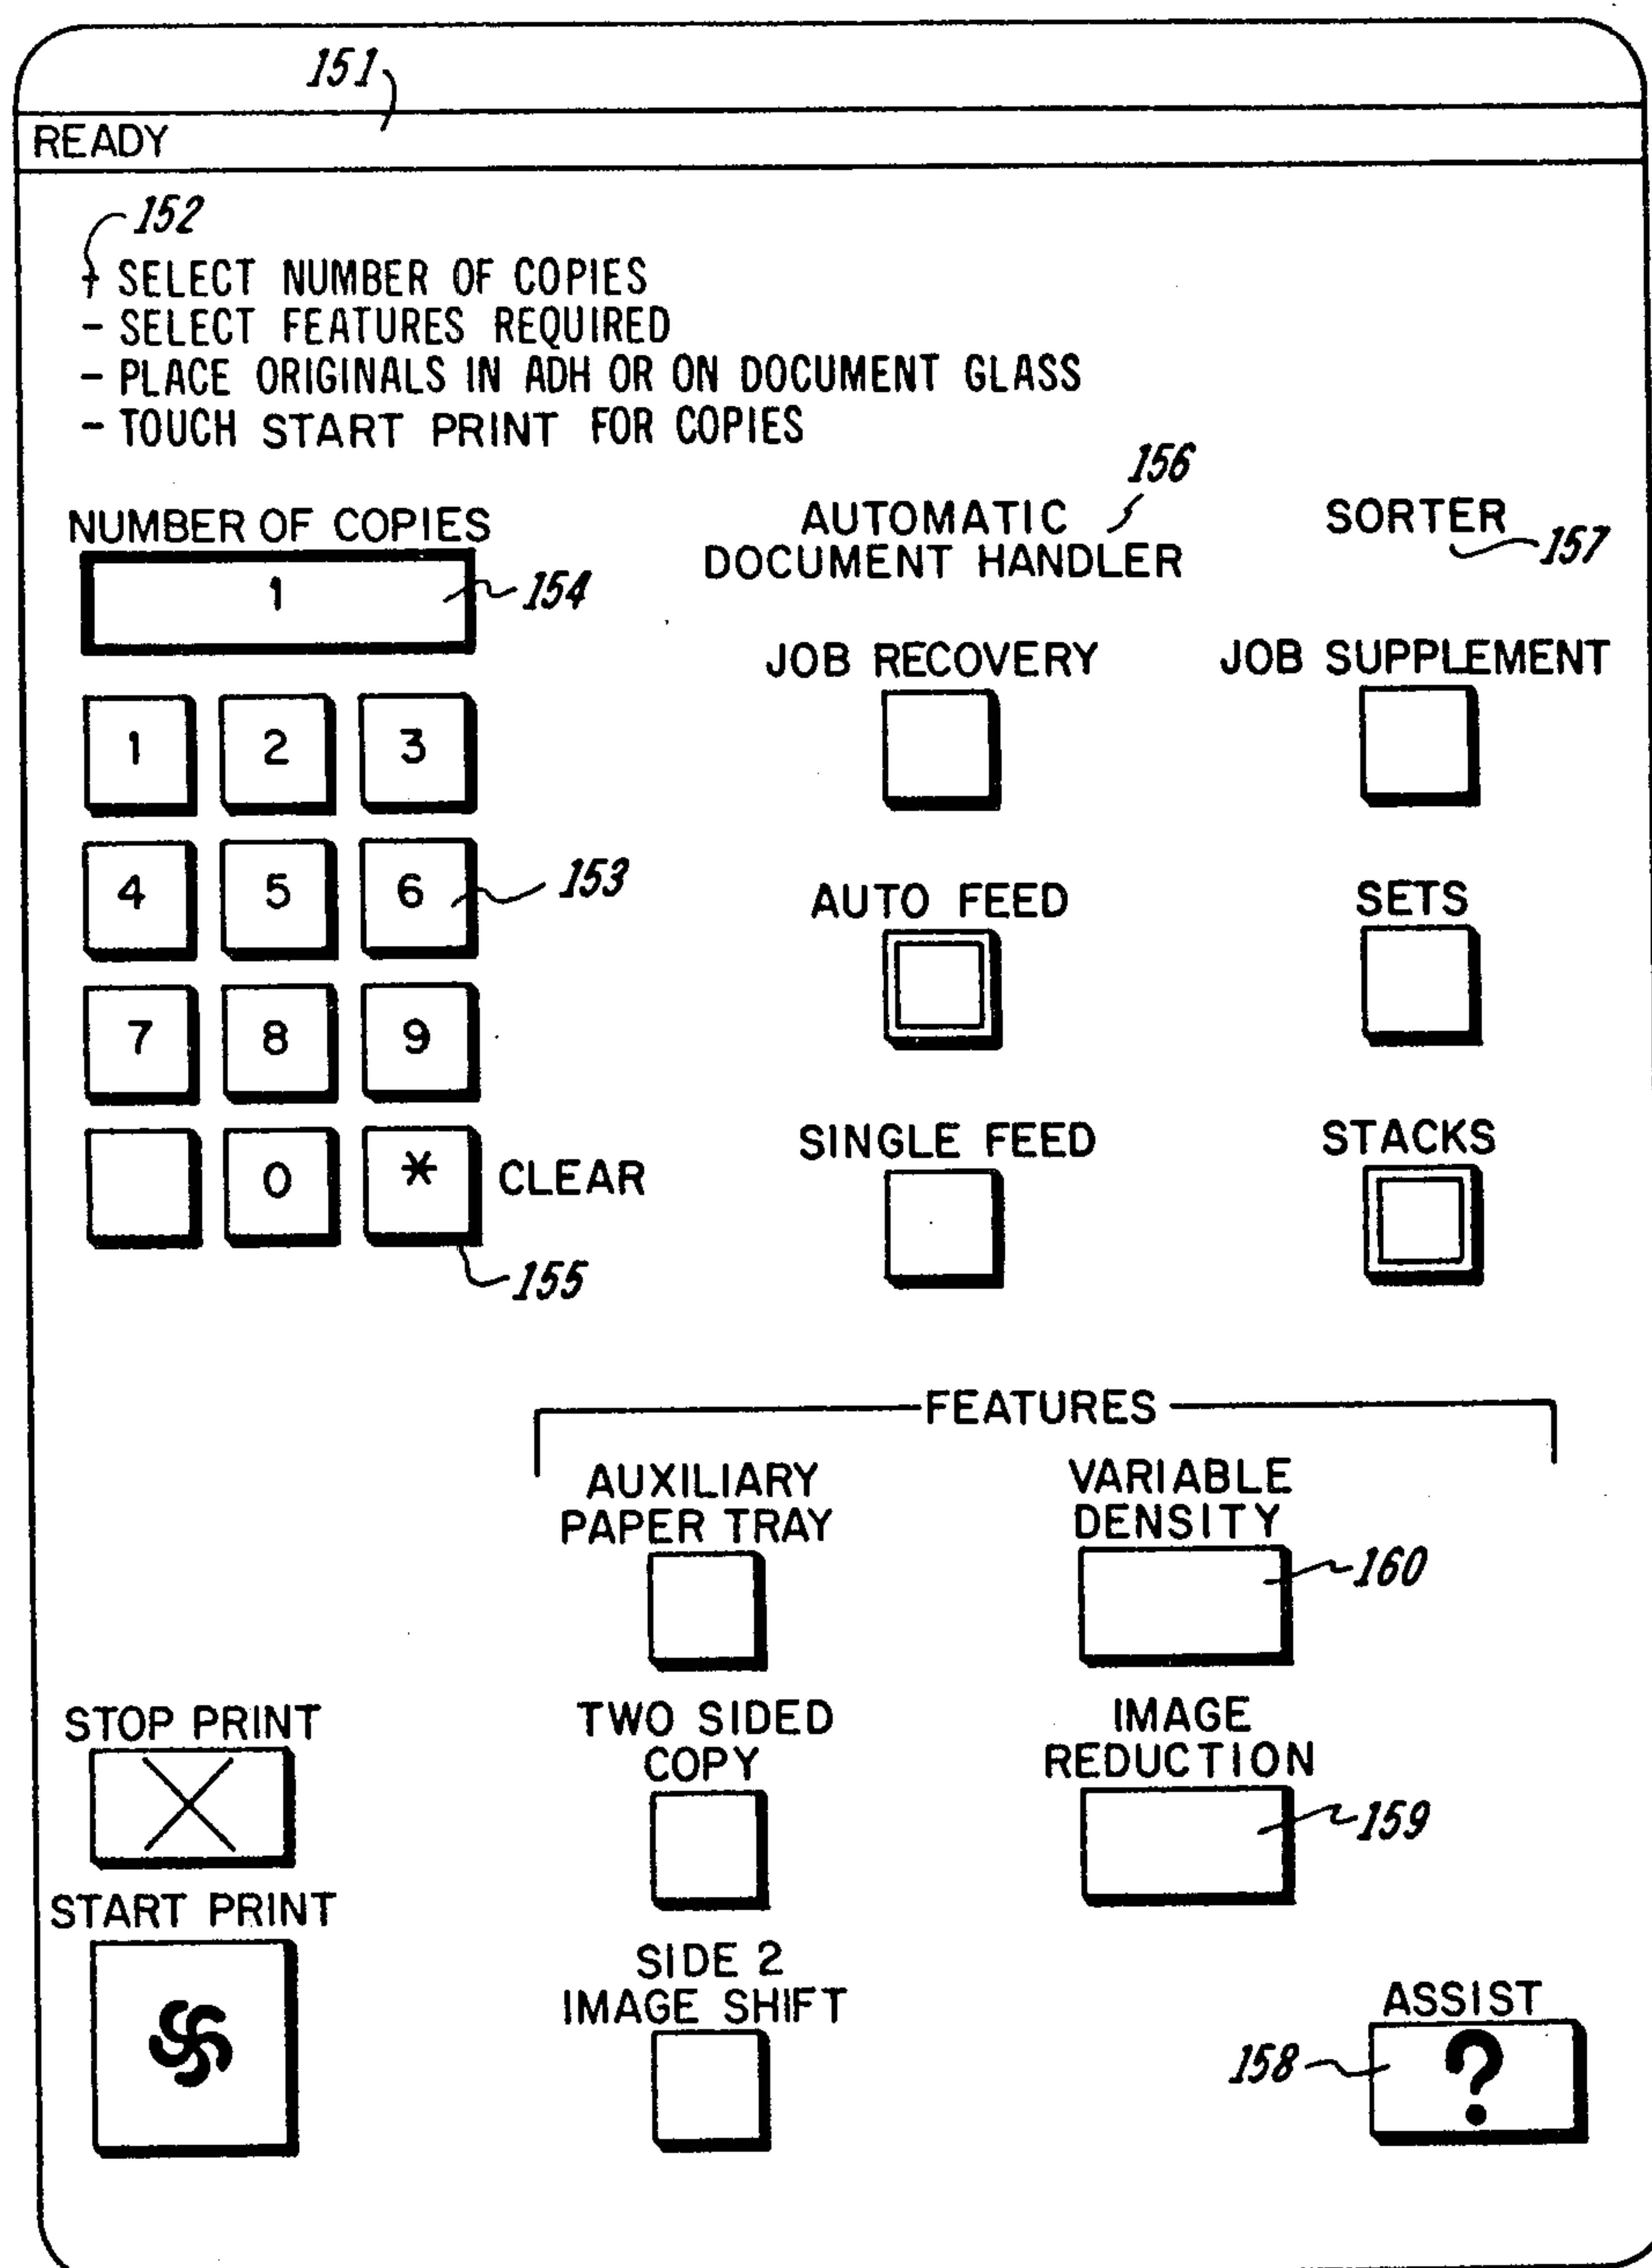 151
READY
152
+ SELECT NUMBER OF COPIES
- SELECT FEATURES REQUIRED
- PLACE ORIGINALS IN ADH OR ON DOCUMENT GLASS
- TOUCH START PRINT FOR COPIES
NUMBER OF COPIES
1
154
1 2 3
4 5 6
153
7 8 9
0 * CLEAR
155
AUTOMATIC
DOCUMENT HANDLER
156
JOB RECOVERY
AUTO FEED
SINGLE FEED
SORTER
157
JOB SUPPLEMENT
SETS
STACKS
FEATURES
AUXILIARY
PAPER TRAY
VARIABLE
DENSITY
160
STOP PRINT
TWO SIDED
COPY
IMAGE
REDUCTION
159
START PRINT
SIDE 2
IMAGE SHIFT
ASSIST
158
?